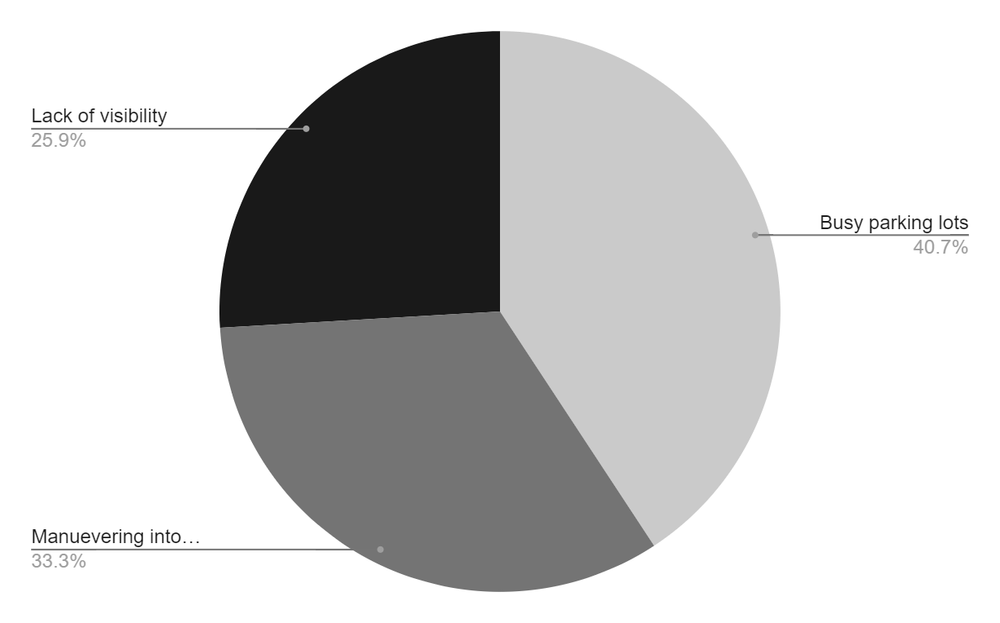 Lack of visibility
25.9%
Busy parking lots
40.7%
Manuevering into…
33.3%